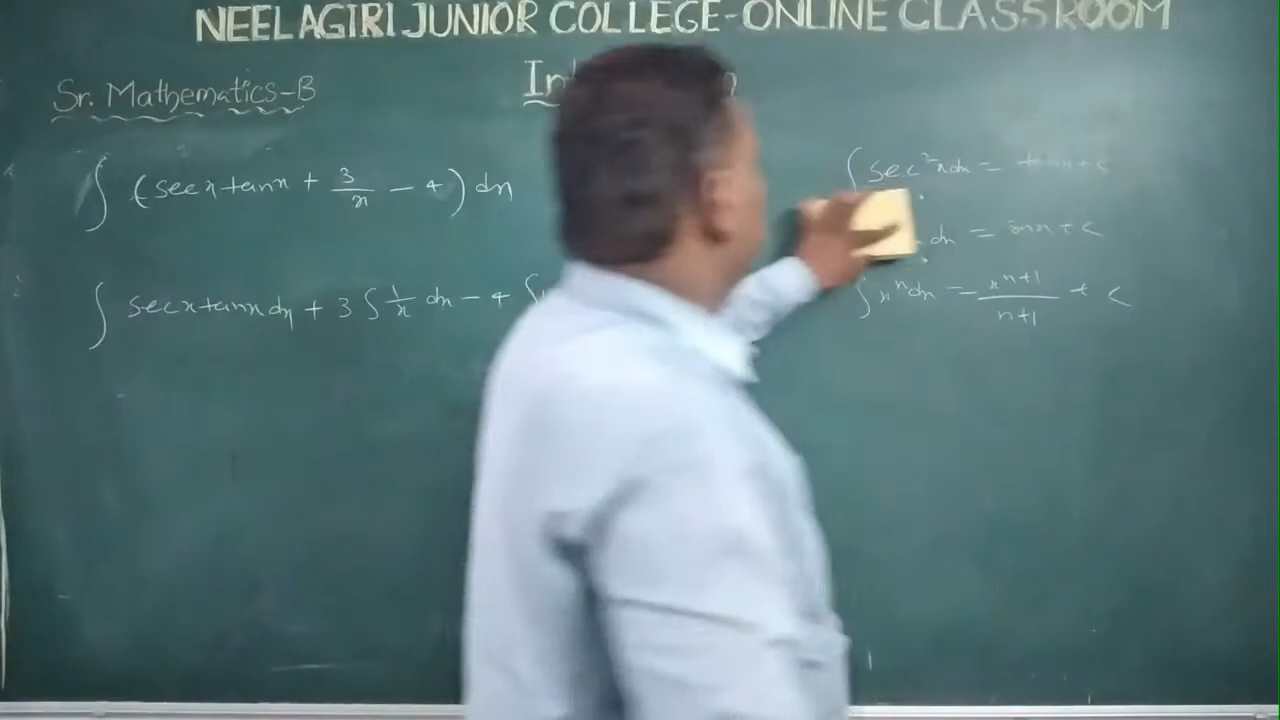 NEELAGIRI JUNIOR COLLEGE-ONLINE CLASSROOM
Sr. Mathematics-B
∫ (secx tanx + 3/x - 4) dx
∫ secx tanx dx + 3 ∫ 1/x dx - 4 ∫
∫ sec²x dx = tanx + c
dx = sinx + c
∫ xⁿ dx = xⁿ⁺¹/n+1 + c